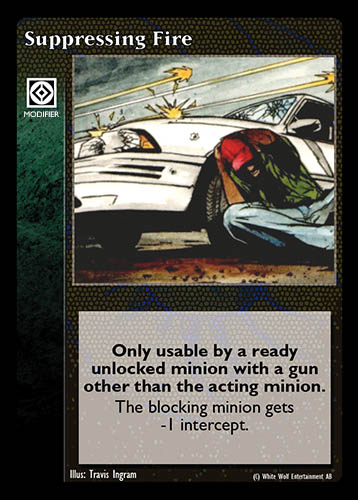 Suppressing Fire
MODIFIER
Only usable by a ready
unlocked minion with a gun
other than the acting minion.
The blocking minion gets
-1 intercept.
Illus: Travis Ingram
(C) White Wolf Entertainment AB